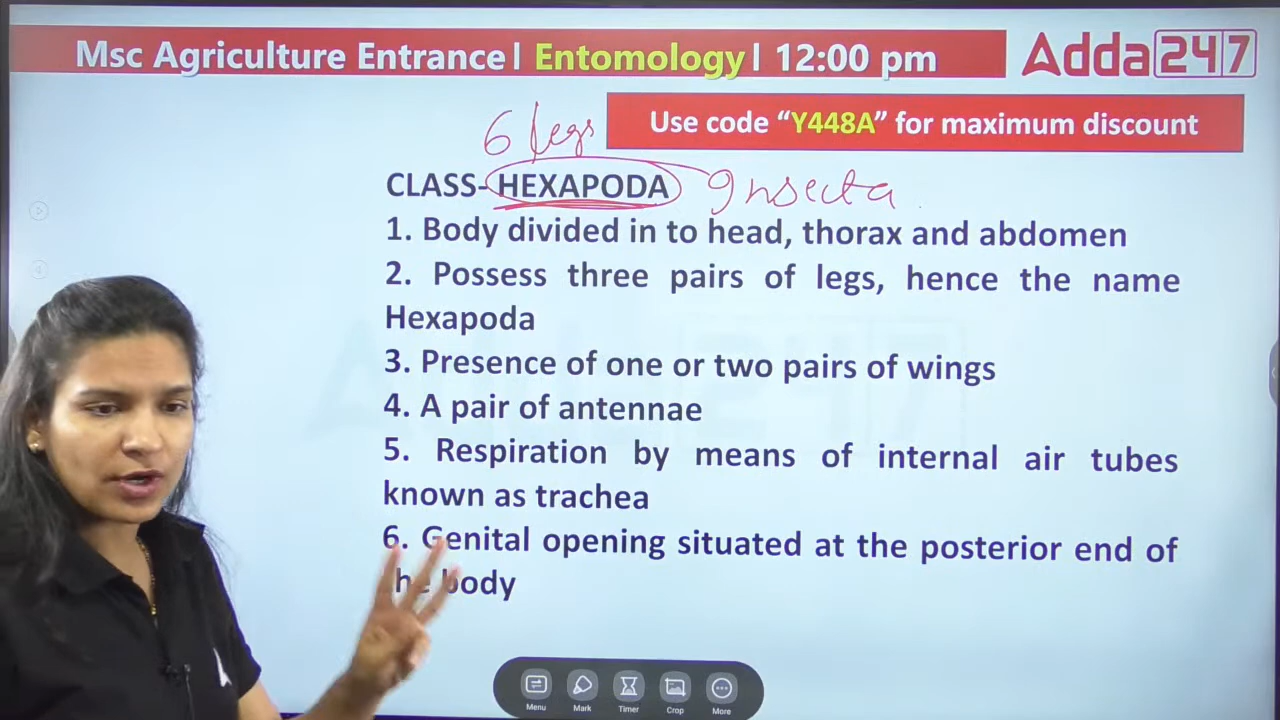 Msc Agriculture Entrance| Entomology| 12:00 pm
Adda247
Use code “Y448A” for maximum discount
6 legs
CLASS-HEXAPODA Insecta
1. Body divided in to head, thorax and abdomen
2. Possess three pairs of legs, hence the name
Hexapoda
3. Presence of one or two pairs of wings
4. A pair of antennae
5. Respiration by means of internal air tubes
known as trachea
6. Genital opening situated at the posterior end of
the body
Menu Mark Timer Crop More